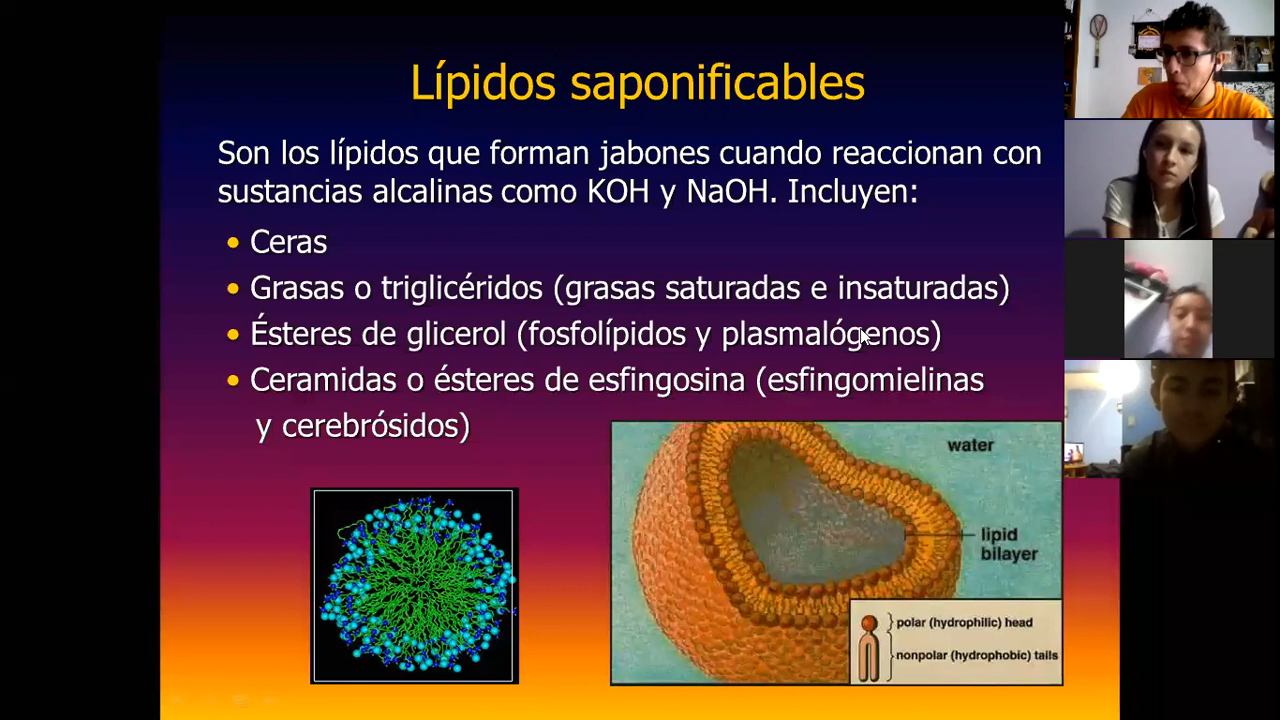 Lípidos saponificables
Son los lípidos que forman jabones cuando reaccionan con
sustancias alcalinas como KOH y NaOH. Incluyen:
• Ceras
• Grasas o triglicéridos (grasas saturadas e insaturadas)
• Ésteres de glicerol (fosfolípidos y plasmalógenos)
• Ceramidas o ésteres de esfingosina (esfingomielinas
y cerebrósidos)
water
lipid
bilayer
polar (hydrophilic) head
nonpolar (hydrophobic) tails